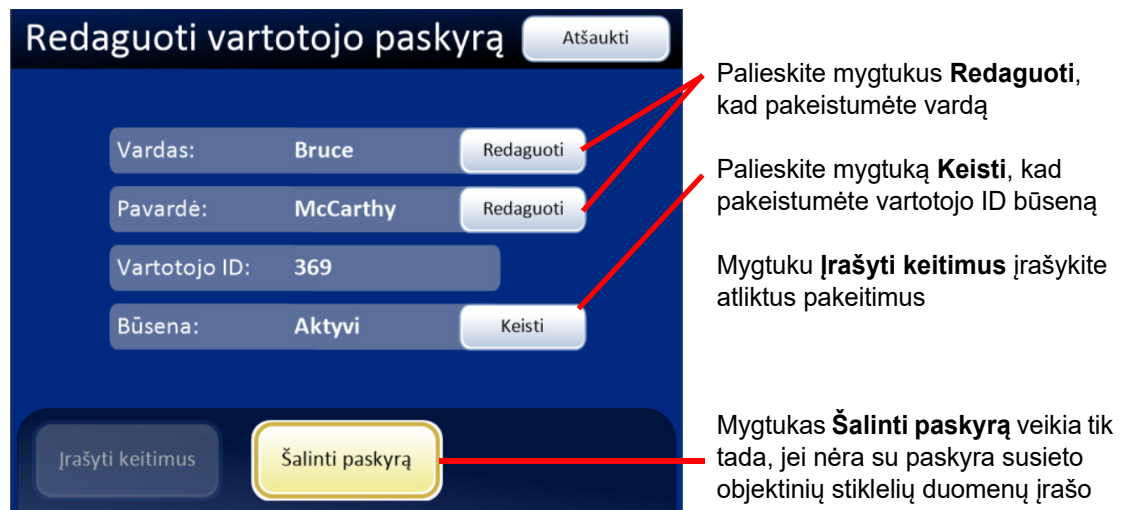 Redaguoti vartotojo paskyrą
Atšaukti
Vardas: Bruce Redaguoti
Pavardė: McCarthy Redaguoti
Vartotojo ID: 369
Būsena: Aktyvi Keisti
Įrašyti keitimus
Šalinti paskyrą
Palieskite mygtukus Redaguoti,
kad pakeistumėte vardą
Palieskite mygtuką Keisti, kad
pakeistumėte vartotojo ID būseną
Mygtuku Įrašyti keitimus įrašykite
atliktus pakeitimus
Mygtukas Šalinti paskyrą veikia tik
tada, jei nėra su paskyra susieto
objektinių stiklelių duomenų įrašo